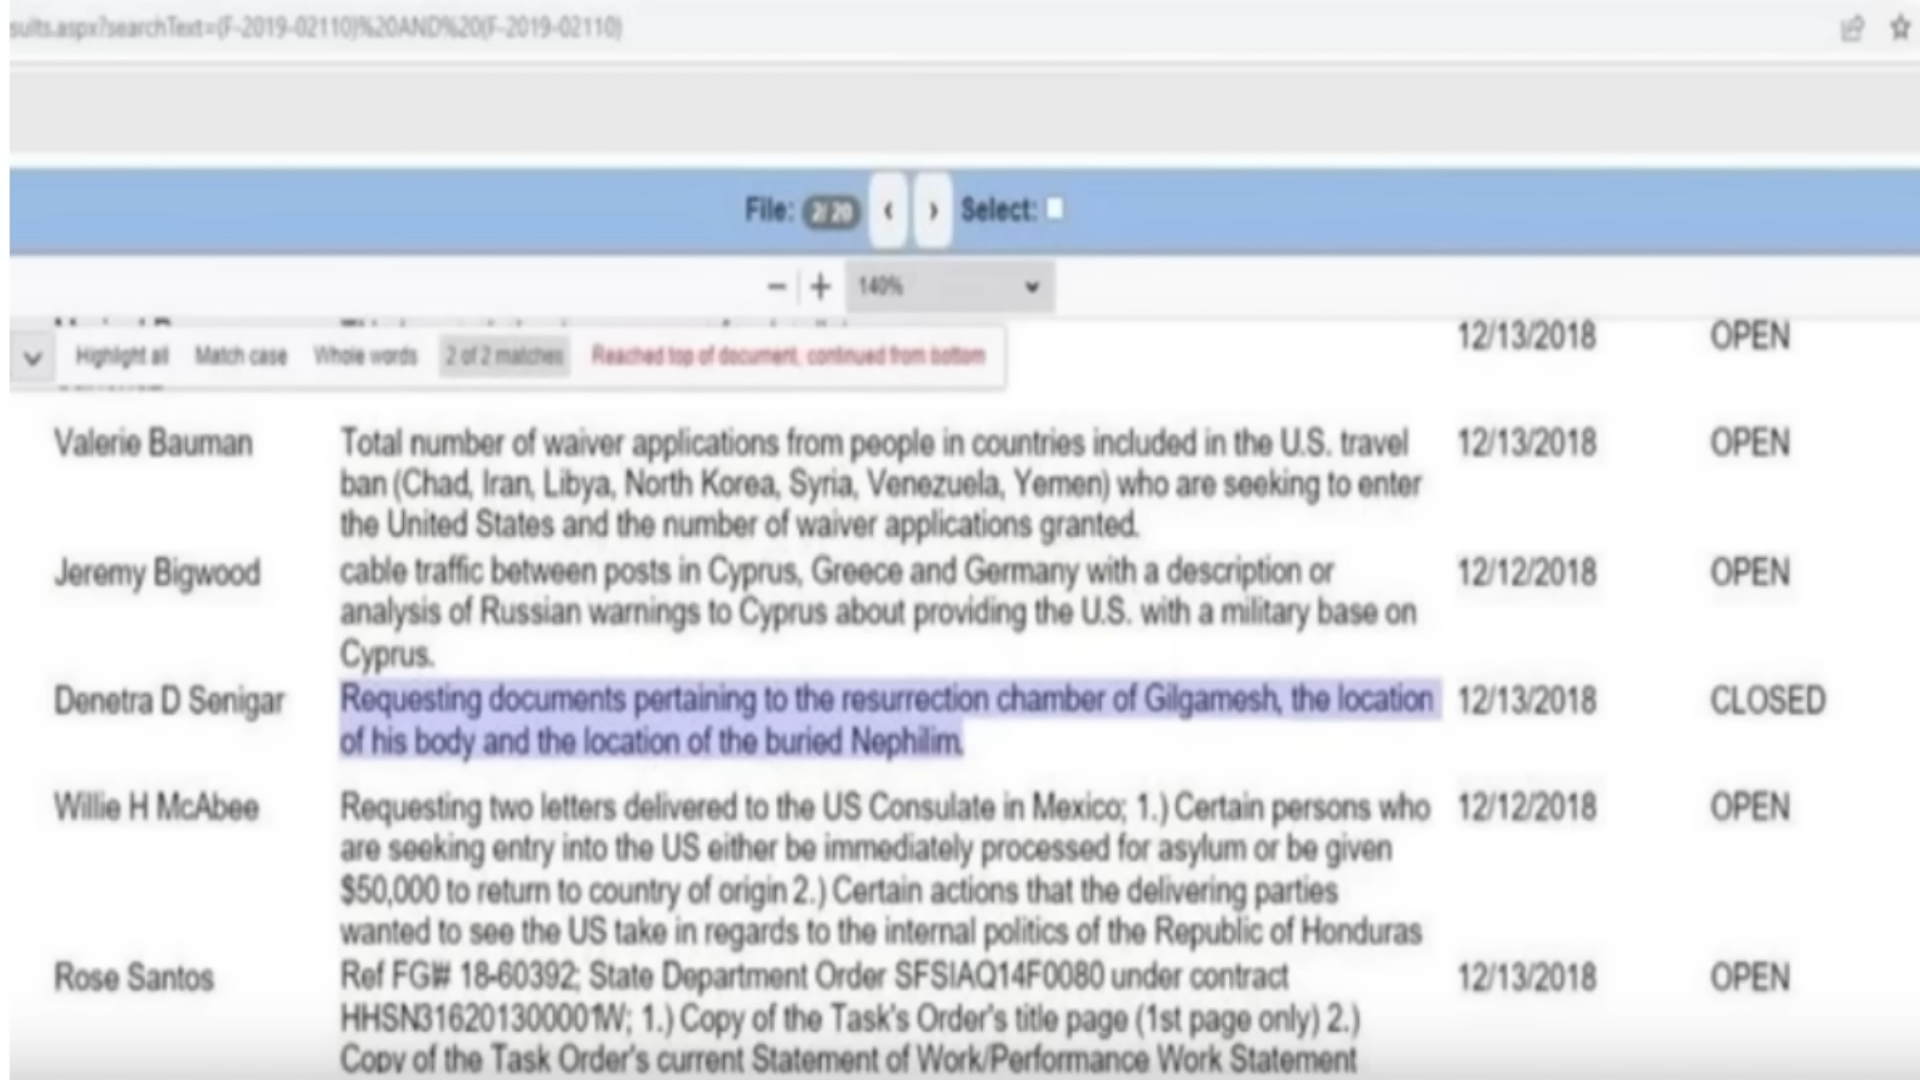 sults.aspx?searchText=(F-2019-02110)%20AND%20(F-2019-02110)
File: 2/20 ‹ › Select:
− + 140%
12/13/2018 OPEN
Highlight all Match case Whole words 2 of 2 matches Reached top of document, continued from bottom
Valerie Bauman Total number of waiver applications from people in countries included in the U.S. travel 12/13/2018 OPEN
ban (Chad, Iran, Libya, North Korea, Syria, Venezuela, Yemen) who are seeking to enter
the United States and the number of waiver applications granted.
Jeremy Bigwood cable traffic between posts in Cyprus, Greece and Germany with a description or 12/12/2018 OPEN
analysis of Russian warnings to Cyprus about providing the U.S. with a military base on
Cyprus.
Denetra D Senigar Requesting documents pertaining to the resurrection chamber of Gilgamesh, the location 12/13/2018 CLOSED
of his body and the location of the buried Nephilim.
Willie H McAbee Requesting two letters delivered to the US Consulate in Mexico; 1.) Certain persons who 12/12/2018 OPEN
are seeking entry into the US either be immediately processed for asylum or be given
$50,000 to return to country of origin 2.) Certain actions that the delivering parties
wanted to see the US take in regards to the internal politics of the Republic of Honduras
Rose Santos Ref FGI# 18-60392; State Department Order SFSIAQ14F0080 under contract 12/13/2018 OPEN
HHSN316201300001W; 1.) Copy of the Task's Order's title page (1st page only) 2.)
Copy of the Task Order's current Statement of Work/Performance Work Statement